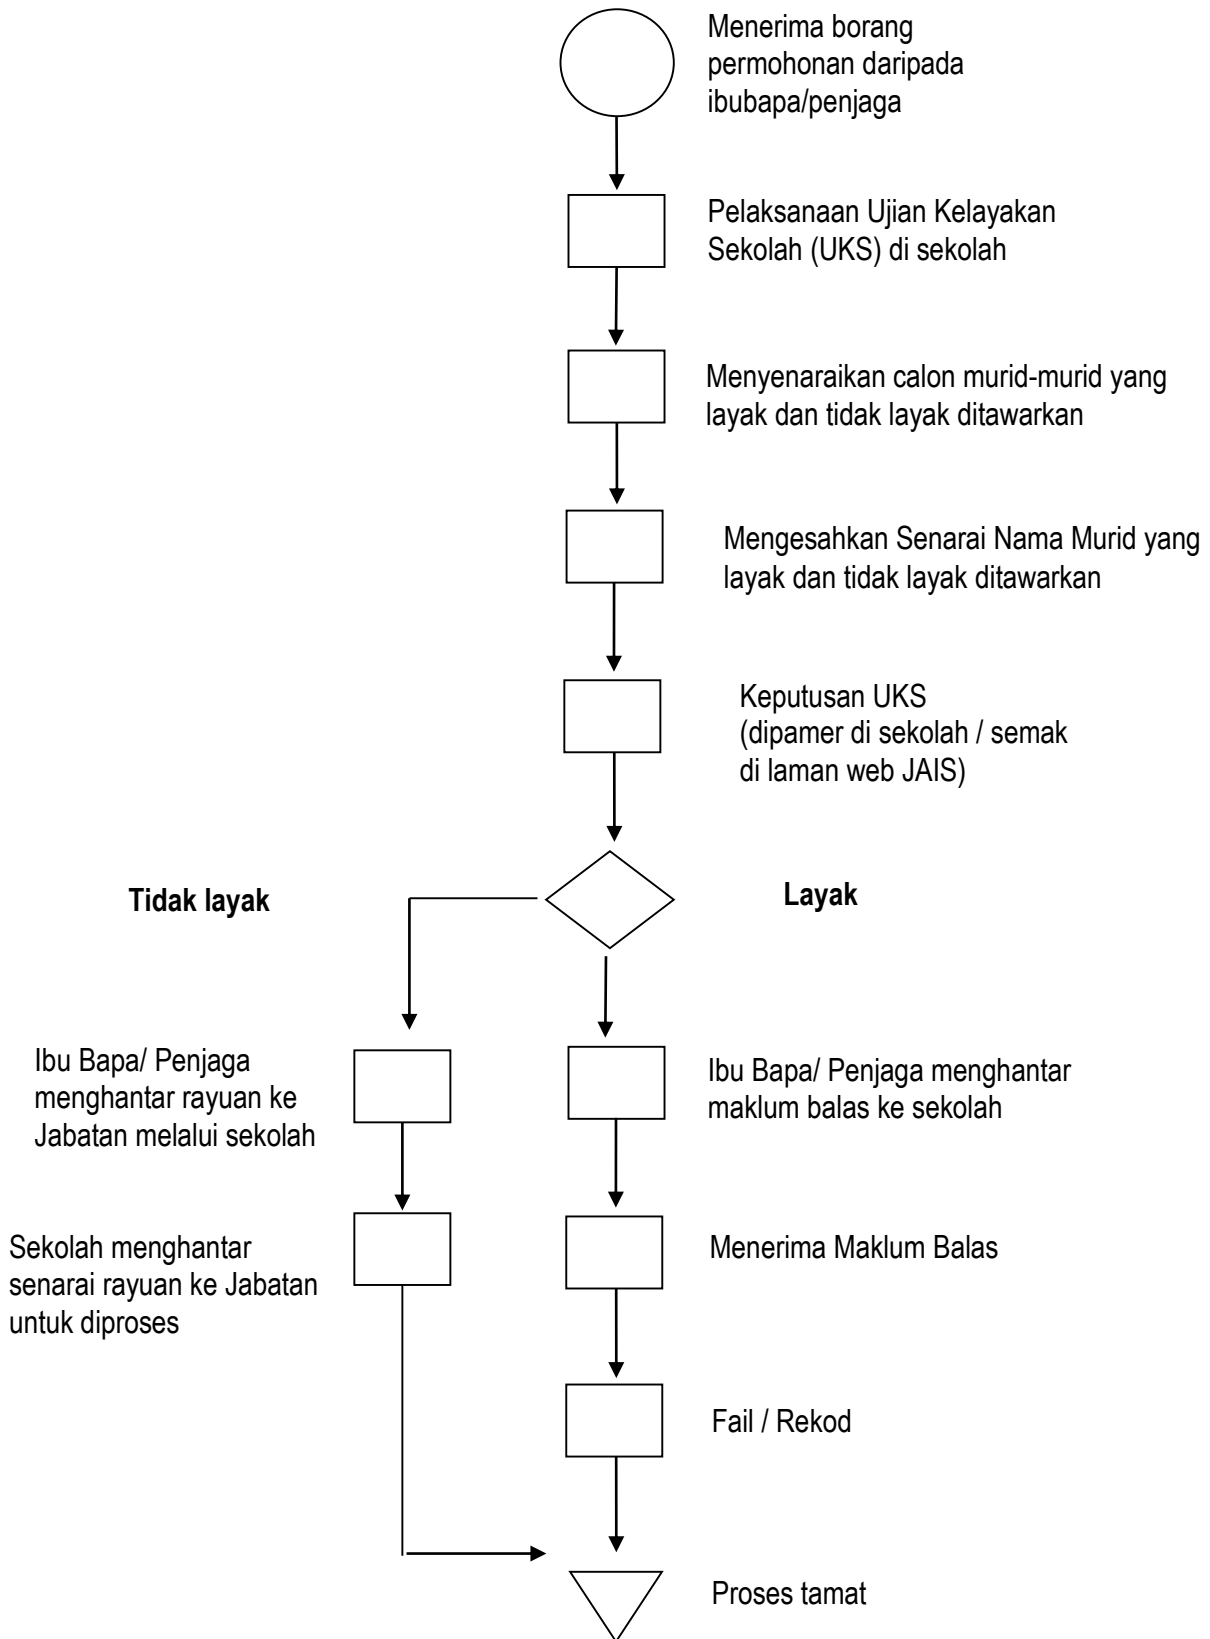 Menerima borang
permohonan daripada
ibubapa/penjaga
Pelaksanaan Ujian Kelayakan
Sekolah (UKS) di sekolah
Menyenaraikan calon murid-murid yang
layak dan tidak layak ditawarkan
Mengesahkan Senarai Nama Murid yang
layak dan tidak layak ditawarkan
Keputusan UKS
(dipamer di sekolah / semak
di laman web JAIS)
Tidak layak
Layak
Ibu Bapa/ Penjaga
menghantar rayuan ke
Jabatan melalui sekolah
Ibu Bapa/ Penjaga menghantar
maklum balas ke sekolah
Sekolah menghantar
senarai rayuan ke Jabatan
untuk diproses
Menerima Maklum Balas
Fail / Rekod
Proses tamat